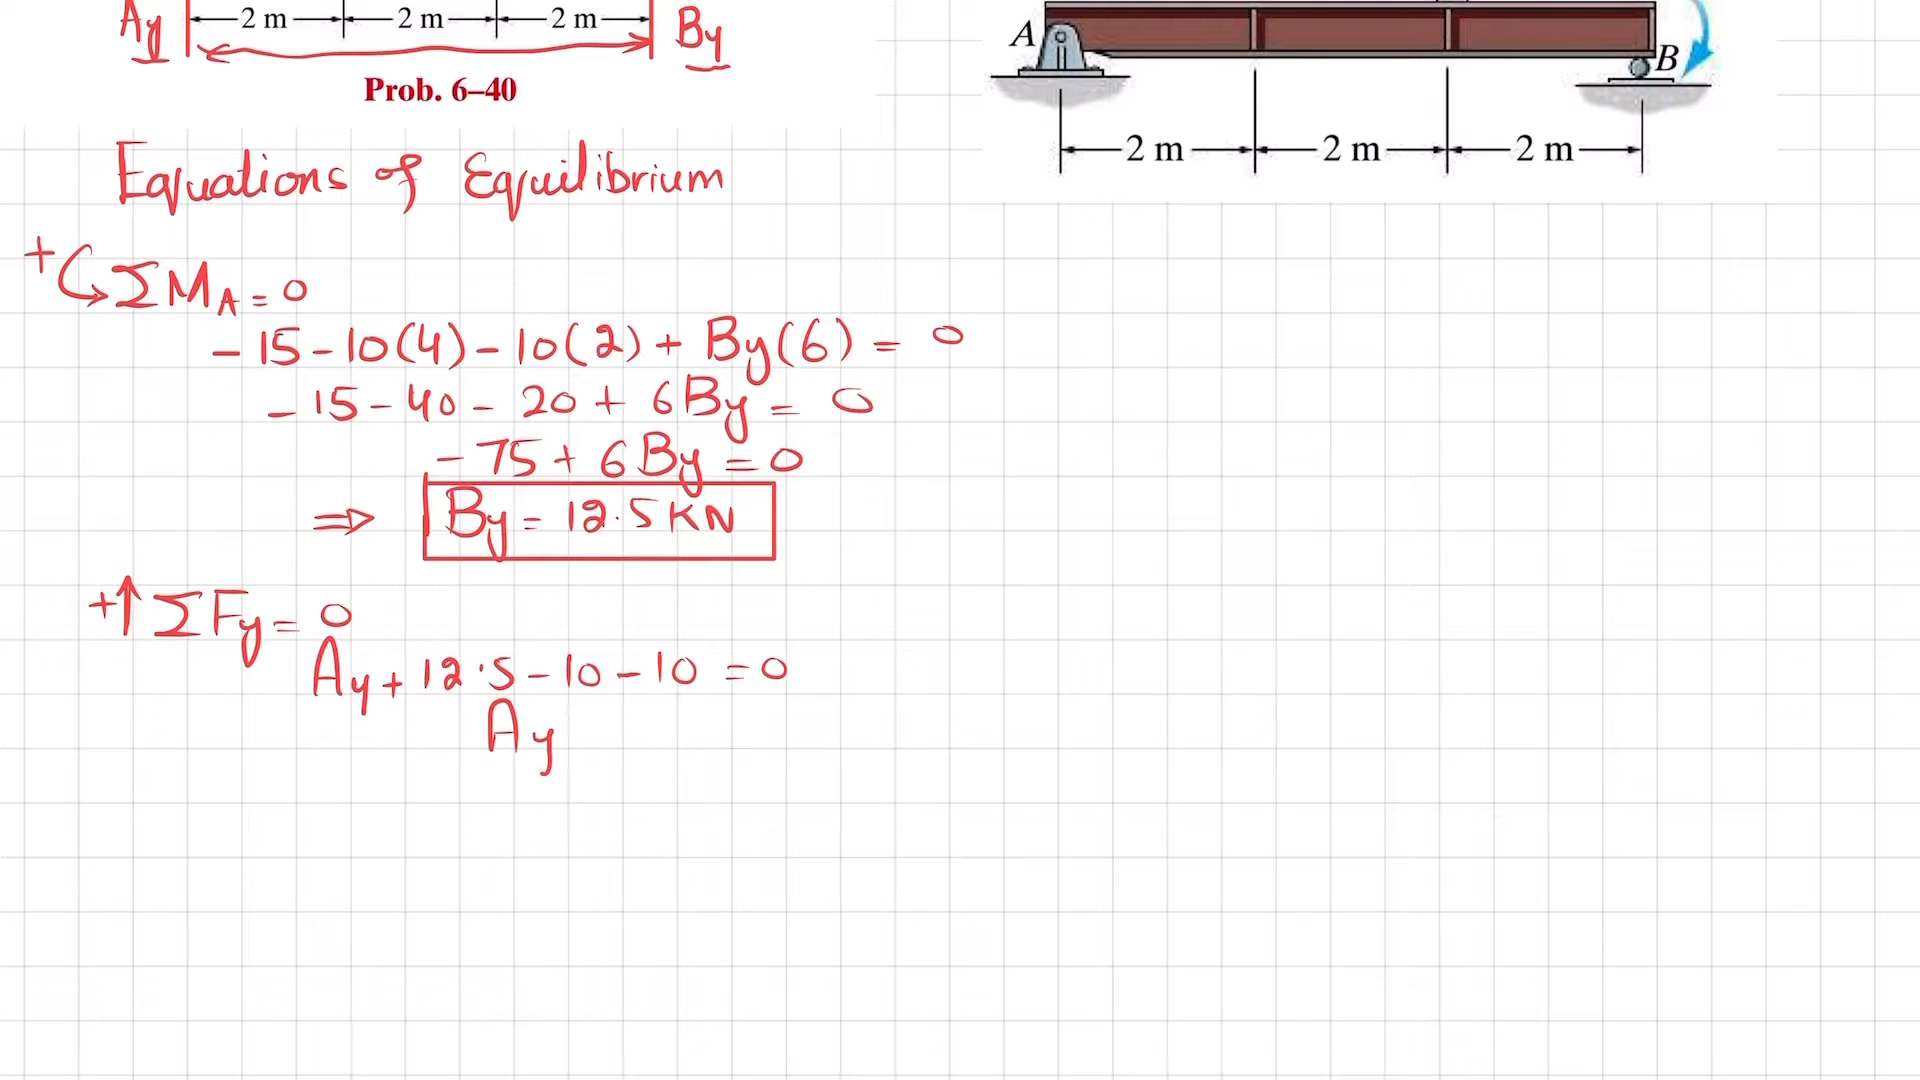 Ay 2 m 2 m 2 m By
Prob. 6–40
A
B
2 m 2 m 2 m
Equations of Equilibrium
+ ΣMA = 0
- 15 - 10(4) - 10(2) + By(6) = 0
- 15 - 40 - 20 + 6By = 0
- 75 + 6By = 0
⇒ By = 12.5 KN
+↑ ΣFy = 0
Ay + 12.5 - 10 - 10 = 0
Ay